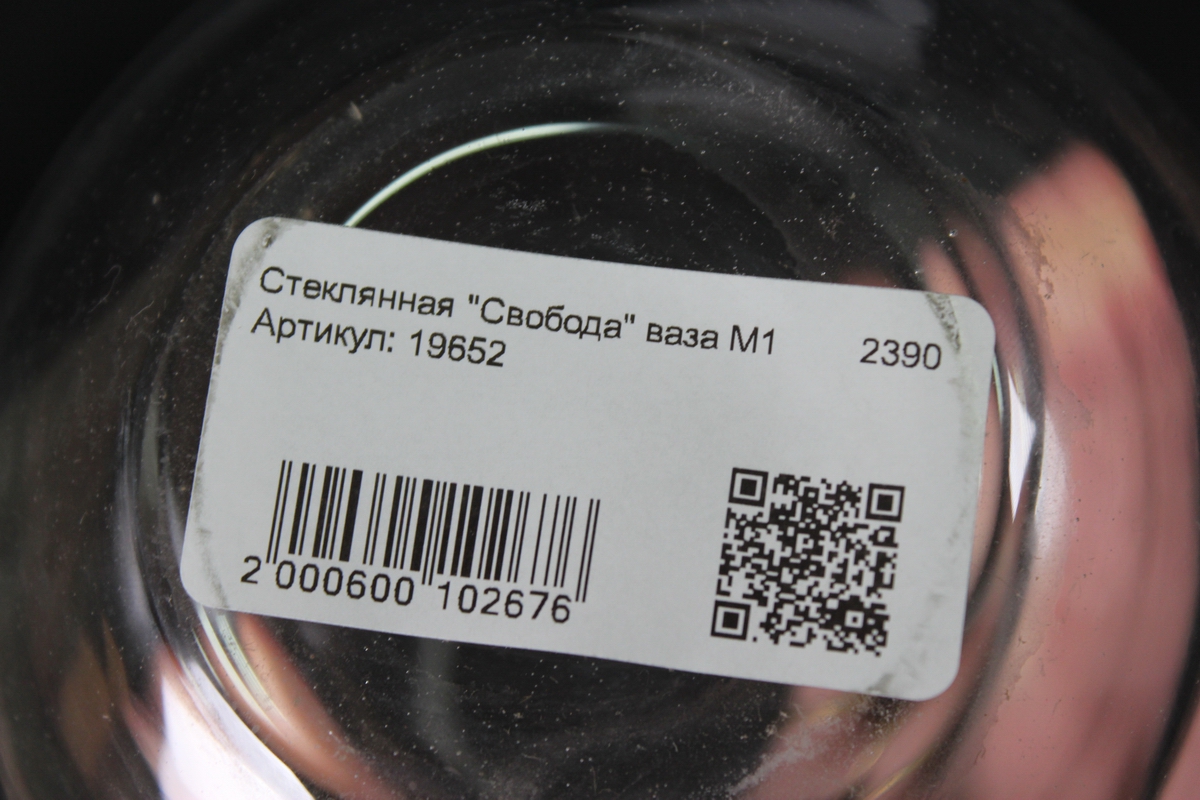 Стеклянная "Свобода" ваза М1 2390
Артикул: 19652
2 000600 102676